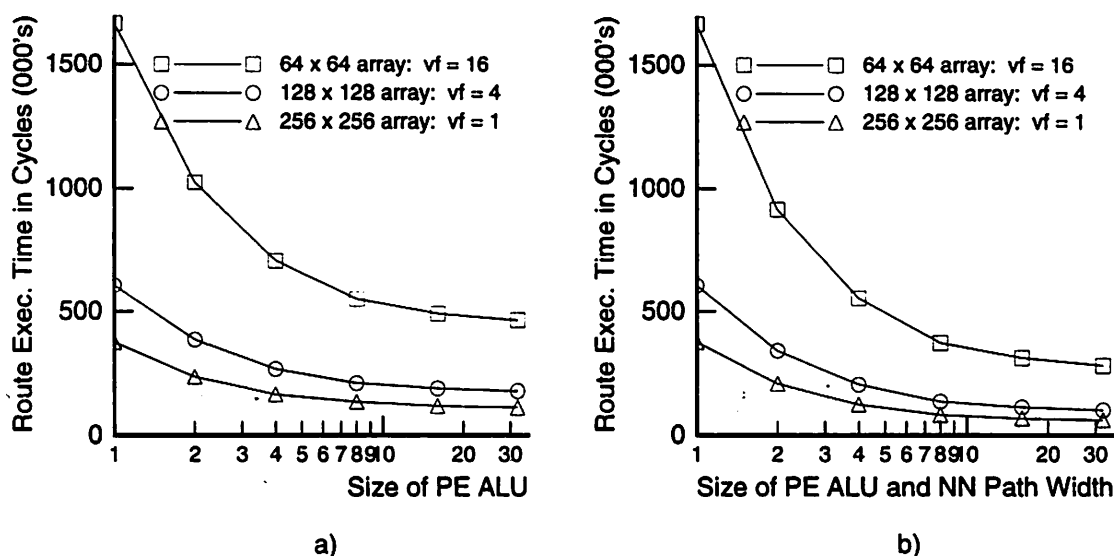 Route Exec. Time in Cycles (000's)
1500
1000
500
0
64 x 64 array: vf = 16
128 x 128 array: vf = 4
256 x 256 array: vf = 1
1 2 3 4 5 6 7 8 9 10 20 30
Size of PE ALU
a)
Route Exec. Time in Cycles (000's)
1500
1000
500
0
64 x 64 array: vf = 16
128 x 128 array: vf = 4
256 x 256 array: vf = 1
1 2 3 4 5 6 7 8 9 10 20 30
Size of PE ALU and NN Path Width
b)